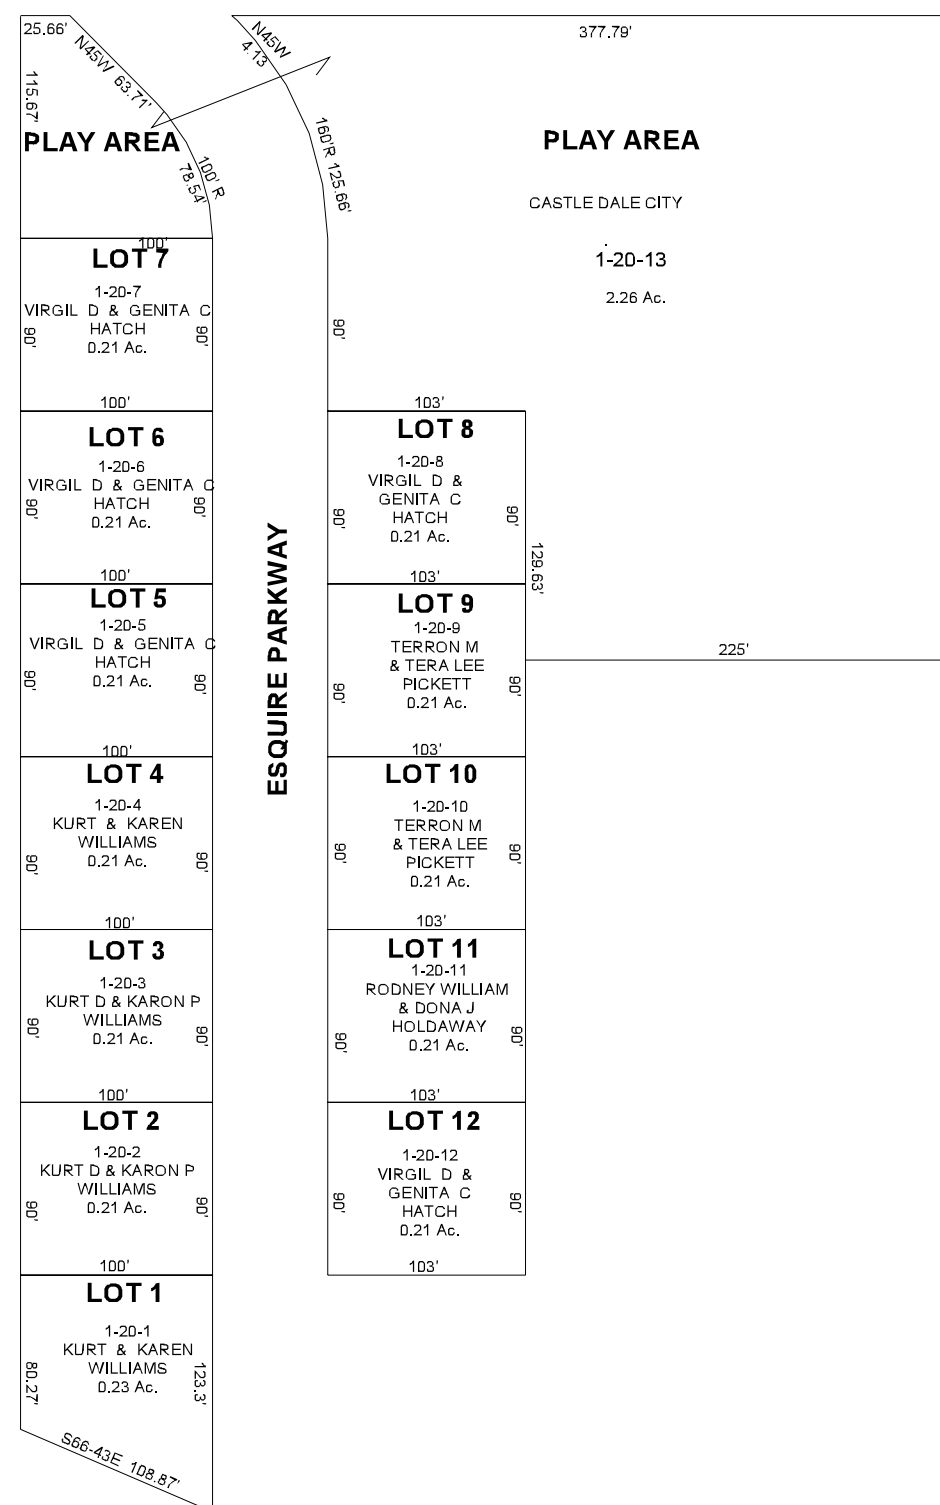 25.66'
N45W 63.71'
N45W
4.13
377.79'
115.67'
PLAY AREA
100' R
78.54'
160'R 125.66'
PLAY AREA
CASTLE DALE CITY
1-20-13
2.26 Ac.
100'
LOT 7
1-20-7
VIRGIL D & GENITA C
HATCH
0.21 Ac.
90'
90'
90'
100'
LOT 6
1-20-6
VIRGIL D & GENITA C
HATCH
0.21 Ac.
90'
90'
100'
LOT 5
1-20-5
VIRGIL D & GENITA C
HATCH
0.21 Ac.
90'
90'
100'
LOT 4
1-20-4
KURT & KAREN
WILLIAMS
0.21 Ac.
90'
90'
100'
LOT 3
1-20-3
KURT D & KARON P
WILLIAMS
0.21 Ac.
90'
90'
100'
LOT 2
1-20-2
KURT D & KARON P
WILLIAMS
0.21 Ac.
90'
90'
100'
LOT 1
1-20-1
KURT & KAREN
WILLIAMS
0.23 Ac.
80.27'
123.3'
S66-43E 108.87'
ESQUIRE PARKWAY
103'
LOT 8
1-20-8
VIRGIL D &
GENITA C
HATCH
0.21 Ac.
90'
90'
129.63'
225'
103'
LOT 9
1-20-9
TERRON M
& TERA LEE
PICKETT
0.21 Ac.
90'
90'
103'
LOT 10
1-20-10
TERRON M
& TERA LEE
PICKETT
0.21 Ac.
90'
90'
103'
LOT 11
1-20-11
RODNEY WILLIAM
& DONA J
HOLDAWAY
0.21 Ac.
90'
90'
103'
LOT 12
1-20-12
VIRGIL D &
GENITA C
HATCH
0.21 Ac.
90'
90'
103'